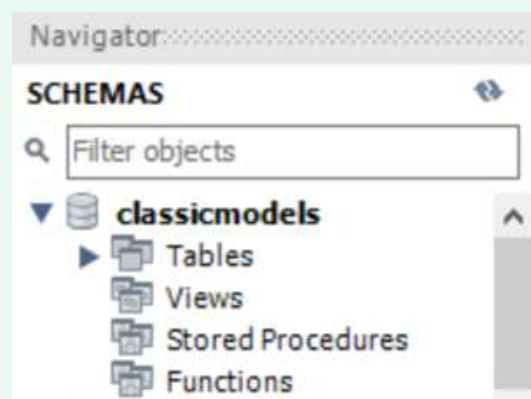 Navigator
SCHEMAS
Filter objects
classicmodels
Tables
Views
Stored Procedures
Functions